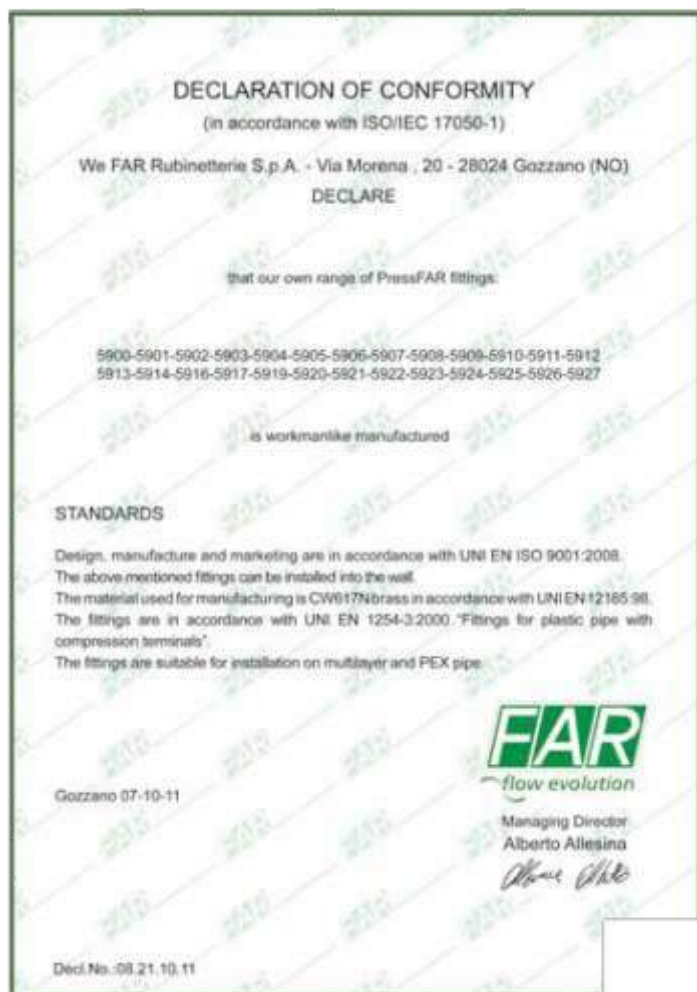 DECLARATION OF CONFORMITY
(in accordance with ISO/IEC 17050-1)
We FAR Rubinetterie S.p.A. - Via Morena , 20 - 28024 Gozzano (NO)
DECLARE
that our own range of PressFAR fittings:
5900-5901-5902-5903-5904-5905-5906-5907-5908-5909-5910-5911-5912
5913-5914-5916-5917-5919-5920-5921-5922-5923-5924-5925-5926-5927
is workmanlike manufactured
STANDARDS
Design, manufacture and marketing are in accordance with UNI EN ISO 9001:2008.
The above mentioned fittings can be installed into the wall.
The material used for manufacturing is CW617N brass in accordance with UNI EN 12165:98.
The fittings are in accordance with UNI EN 1254-3:2000 "Fittings for plastic pipe with
compression terminals".
The fittings are suitable for installation on multilayer and PEX pipe.
FAR
flow evolution
Gozzano 07-10-11
Managing Director
Alberto Allesina
Decl.No.:08.21.10.11